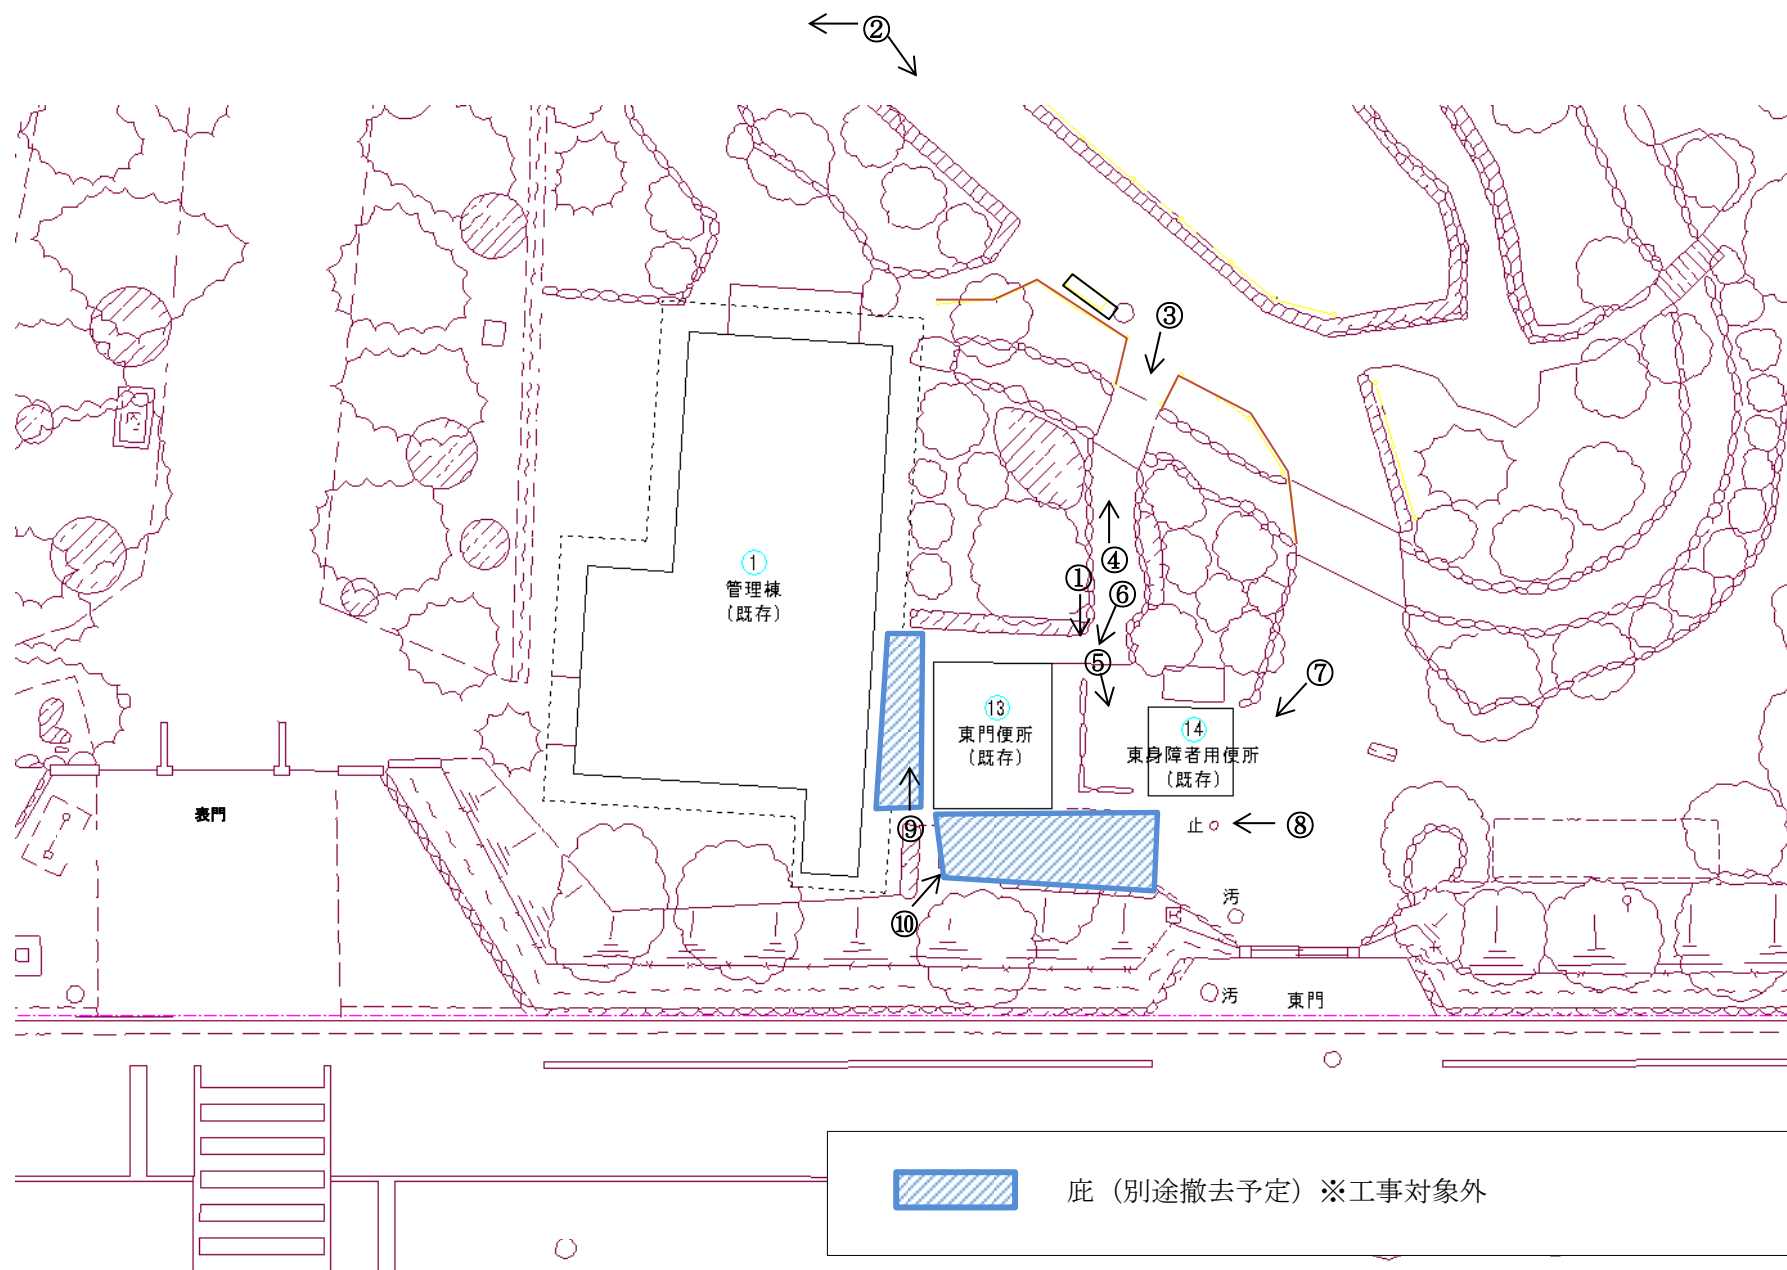 ②
③
④
①
⑥
⑤
⑦
1
管理棟
(既存)
13
東門便所
(既存)
14
東身障者用便所
(既存)
表門
⑨
止
⑧
⑩
汚
汚
東門
庇（別途撤去予定）※工事対象外